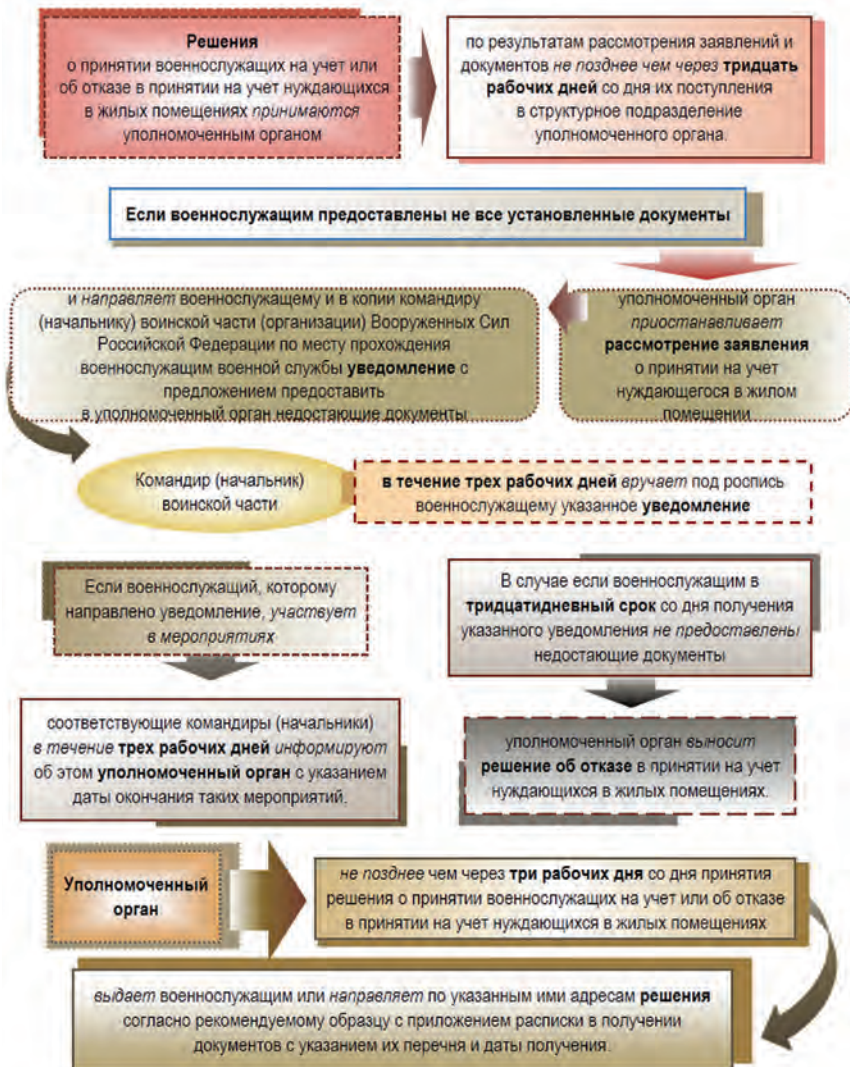 Решения
о принятии военнослужащих на учет или
об отказе в принятии на учет нуждающихся
в жилых помещениях принимаются
уполномоченным органом
по результатам рассмотрения заявлений и
документов не позднее чем через тридцать
рабочих дней со дня их поступления
в структурное подразделение
уполномоченного органа.
Если военнослужащим предоставлены не все установленные документы
уполномоченный орган
приостанавливает
рассмотрение заявления
о принятии на учет
нуждающегося в жилом
помещении
и направляет военнослужащему и в копии командиру
(начальнику) воинской части (организации) Вооруженных Сил
Российской Федерации по месту прохождения
военнослужащим военной службы уведомление с
предложением предоставить
в уполномоченный орган недостающие документы
Командир (начальник)
воинской части
в течение трех рабочих дней вручает под роспись
военнослужащему указанное уведомление
Если военнослужащий, которому
направлено уведомление, участвует
в мероприятиях
соответствующие командиры (начальники)
в течение трех рабочих дней информируют
об этом уполномоченный орган с указанием
даты окончания таких мероприятий.
В случае если военнослужащим в
тридцатидневный срок со дня получения
указанного уведомления не предоставлены
недостающие документы
уполномоченный орган выносит
решение об отказе в принятии на учет
нуждающихся в жилых помещениях.
Уполномоченный
орган
не позднее чем через три рабочих дня со дня принятия
решения о принятии военнослужащих на учет или об отказе
в принятии на учет нуждающихся в жилых помещениях
выдает военнослужащим или направляет по указанным ими адресам решения
согласно рекомендуемому образцу с приложением расписки в получении
документов с указанием их перечня и даты получения.